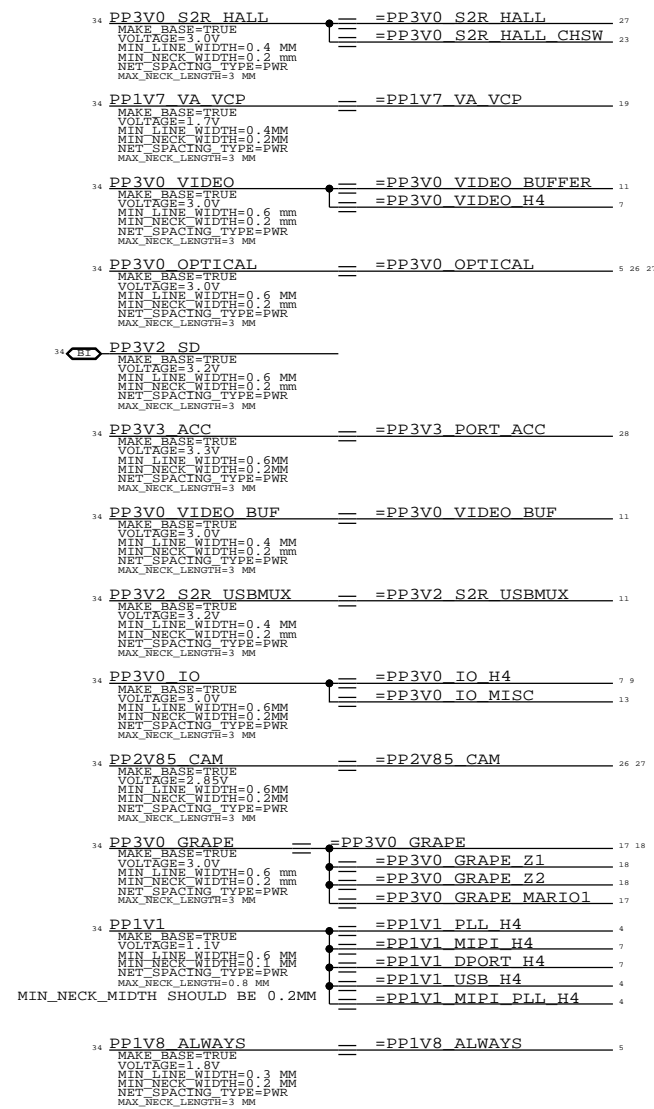 34 PP3V0_S2R_HALL =PP3V0_S2R_HALL 27
=PP3V0_S2R_HALL_CHSW 23
MAKE_BASE=TRUE
VOLTAGE=3.0V
MIN_LINE_WIDTH=0.4 MM
MIN_NECK_WIDTH=0.2 mm
NET_SPACING_TYPE=PWR
MAX_NECK_LENGTH=3 MM
34 PP1V7_VA_VCP =PP1V7_VA_VCP 19
MAKE_BASE=TRUE
VOLTAGE=1.7V
MIN_LINE_WIDTH=0.4MM
MIN_NECK_WIDTH=0.2MM
NET_SPACING_TYPE=PWR
MAX_NECK_LENGTH=3 MM
34 PP3V0_VIDEO =PP3V0_VIDEO_BUFFER 11
=PP3V0_VIDEO_H4 7
MAKE_BASE=TRUE
VOLTAGE=3.0V
MIN_LINE_WIDTH=0.6 mm
MIN_NECK_WIDTH=0.2 mm
NET_SPACING_TYPE=PWR
MAX_NECK_LENGTH=3 MM
34 PP3V0_OPTICAL =PP3V0_OPTICAL 5 26 27
MAKE_BASE=TRUE
VOLTAGE=3.0V
MIN_LINE_WIDTH=0.6 MM
MIN_NECK_WIDTH=0.2 mm
NET_SPACING_TYPE=PWR
MAX_NECK_LENGTH=3 MM
34 BI PP3V2_SD
MAKE_BASE=TRUE
VOLTAGE=3.2V
MIN_LINE_WIDTH=0.6 MM
MIN_NECK_WIDTH=0.2 mm
NET_SPACING_TYPE=PWR
MAX_NECK_LENGTH=3 MM
34 PP3V3_ACC =PP3V3_PORT_ACC 28
MAKE_BASE=TRUE
VOLTAGE=3.3V
MIN_LINE_WIDTH=0.6MM
MIN_NECK_WIDTH=0.2MM
NET_SPACING_TYPE=PWR
MAX_NECK_LENGTH=3 MM
34 PP3V0_VIDEO_BUF =PP3V0_VIDEO_BUF 11
MAKE_BASE=TRUE
VOLTAGE=3.0V
MIN_LINE_WIDTH=0.4 MM
MIN_NECK_WIDTH=0.2 mm
NET_SPACING_TYPE=PWR
MAX_NECK_LENGTH=3 MM
34 PP3V2_S2R_USBMUX =PP3V2_S2R_USBMUX 11
MAKE_BASE=TRUE
VOLTAGE=3.2V
MIN_LINE_WIDTH=0.4 MM
MIN_NECK_WIDTH=0.2 mm
NET_SPACING_TYPE=PWR
MAX_NECK_LENGTH=3 MM
34 PP3V0_IO =PP3V0_IO_H4 7 9
=PP3V0_IO_MISC 13
MAKE_BASE=TRUE
VOLTAGE=3.0V
MIN_LINE_WIDTH=0.6MM
MIN_NECK_WIDTH=0.2MM
NET_SPACING_TYPE=PWR
MAX_NECK_LENGTH=3 MM
34 PP2V85_CAM =PP2V85_CAM 26 27
MAKE_BASE=TRUE
VOLTAGE=2.85V
MIN_LINE_WIDTH=0.6MM
MIN_NECK_WIDTH=0.2MM
NET_SPACING_TYPE=PWR
MAX_NECK_LENGTH=3 MM
34 PP3V0_GRAPE =PP3V0_GRAPE 17 18
=PP3V0_GRAPE_Z1 18
=PP3V0_GRAPE_Z2 18
=PP3V0_GRAPE_MARIO1 17
MAKE_BASE=TRUE
VOLTAGE=3.0V
MIN_LINE_WIDTH=0.6 mm
MIN_NECK_WIDTH=0.2 mm
NET_SPACING_TYPE=PWR
MAX_NECK_LENGTH=3 MM
34 PP1V1 =PP1V1_PLL_H4 4
=PP1V1_MIPI_H4 7
=PP1V1_DPORT_H4 7
=PP1V1_USB_H4 4
=PP1V1_MIPI_PLL_H4 4
MAKE_BASE=TRUE
VOLTAGE=1.1V
MIN_LINE_WIDTH=0.6 MM
MIN_NECK_WIDTH=0.1 MM
NET_SPACING_TYPE=PWR
MAX_NECK_LENGTH=0.8 MM
MIN_NECK_MIDTH SHOULD BE 0.2MM
34 PP1V8_ALWAYS =PP1V8_ALWAYS 5
MAKE_BASE=TRUE
VOLTAGE=1.8V
MIN_LINE_WIDTH=0.3 MM
MIN_NECK_WIDTH=0.2 MM
NET_SPACING_TYPE=PWR
MAX_NECK_LENGTH=3 MM